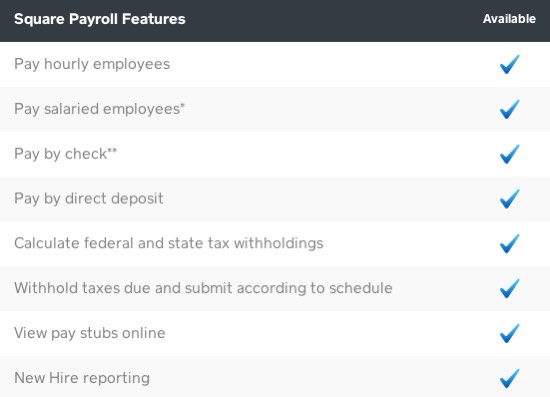 Square Payroll Features Available
Pay hourly employees
Pay salaried employees*
Pay by check**
Pay by direct deposit
Calculate federal and state tax withholdings
Withhold taxes due and submit according to schedule
View pay stubs online
New Hire reporting